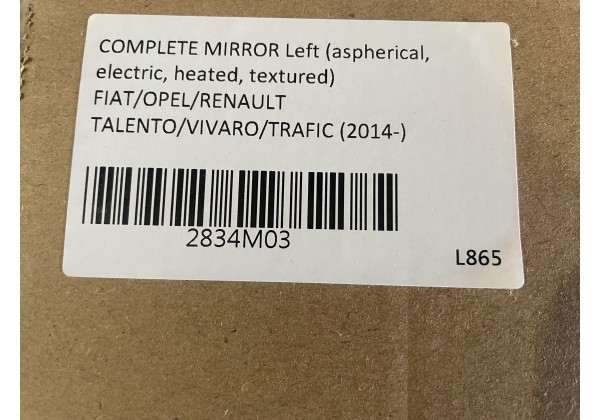 COMPLETE MIRROR Left (aspherical,
electric, heated, textured)
FIAT/OPEL/RENAULT
TALENTO/VIVARO/TRAFIC (2014-)
2834M03
L865